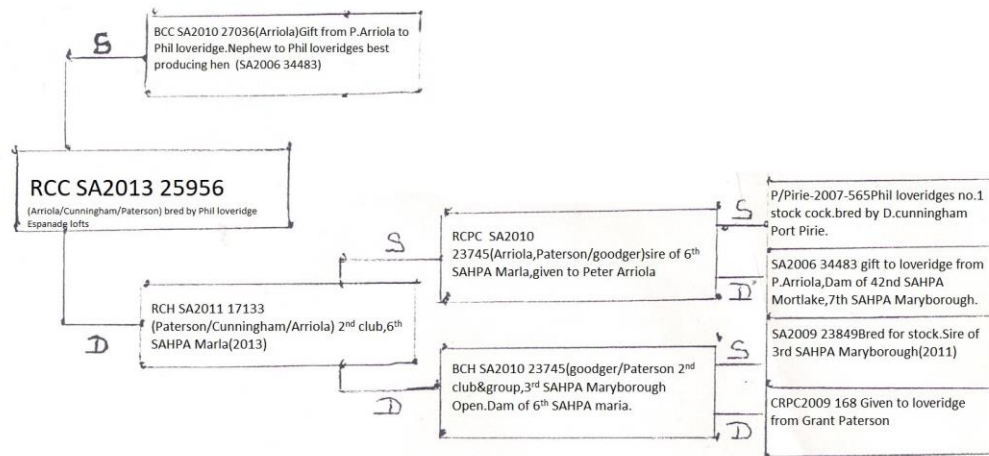 S
BCC SA2010 27036(Arriola)Gift from P.Arriola to
Phil loveridge.Nephew to Phil loveridges best
producing hen (SA2006 34483)
RCC SA2013 25956
(Arriola/Cunningham/Paterson) bred by Phil loveridge
Espanade lofts
D
RCH SA2011 17133
(Paterson/Cunningham/Arriola) 2nd club,6th
SAHPA Marla(2013)
S
RCPC SA2010
23745(Arriola,Paterson/goodger)sire of 6th
SAHPA Marla,given to Peter Arriola
D
BCH SA2010 23745(goodger/Paterson 2nd
club&group,3rd SAHPA Maryborough
Open.Dam of 6th SAHPA maria.
S
P/Pirie-2007-565Phil loveridges no.1
stock cock.bred by D.cunningham
Port Pirie.
D
SA2006 34483 gift to loveridge from
P.Arriola,Dam of 42nd SAHPA
Mortlake,7th SAHPA Maryborough.
S
SA2009 23849Bred for stock.Sire of
3rd SAHPA Maryborough(2011)
D
CRPC2009 168 Given to loveridge
from Grant Paterson